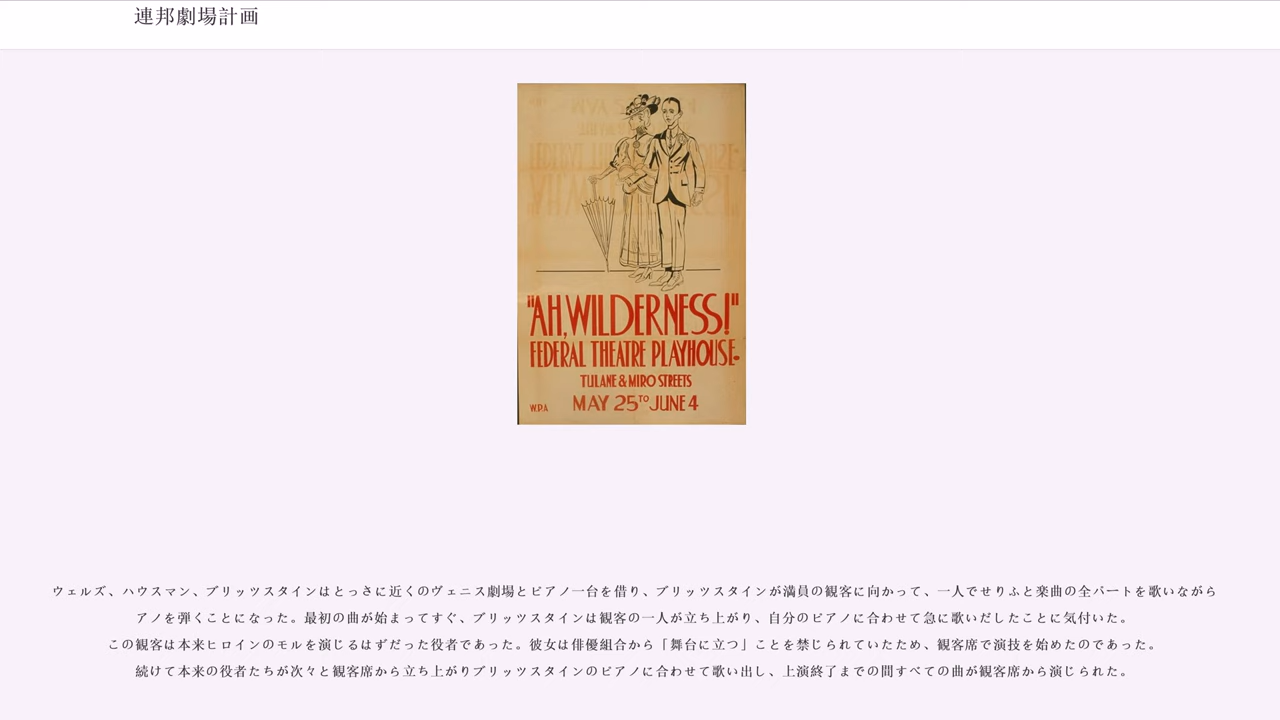 連邦劇場計画
"AH, WILDERNESS!"
FEDERAL THEATRE PLAYHOUSE-
TULANE & MIRO STREETS
W.P.A
MAY 25TO JUNE 4
ウェルズ、ハウスマン、ブリッツスタインはとっさに近くのヴェニス劇場とピアノ一台を借り、ブリッツスタインが満員の観客に向かって、一人でせりふと楽曲の全パートを歌いながら
アノを弾くことになった。最初の曲が始まってすぐ、ブリッツスタインは観客の一人が立ち上がり、自分のピアノに合わせて急に歌いだしたことに気付いた。
この観客は本来ヒロインのモルを演じるはずだった役者であった。彼女は俳優組合から「舞台に立つ」ことを禁じられていたため、観客席で演技を始めたのであった。
続けて本来の役者たちが次々と観客席から立ち上がりブリッツスタインのピアノに合わせて歌い出し、上演終了までの間すべての曲が観客席から演じられた。